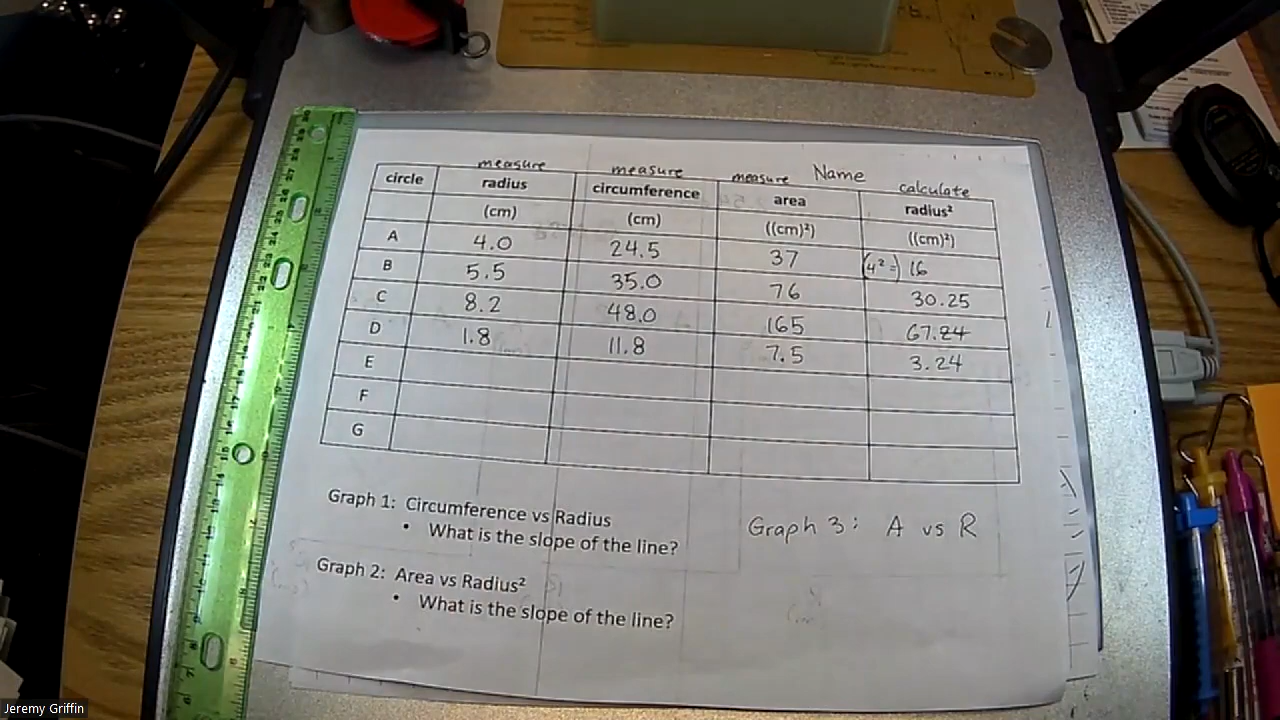 measure measure measure Name calculate
circle radius circumference area radius²
(cm) (cm) ((cm)²) ((cm)²)
A 4.0 24.5 37 (4² =) 16
B 5.5 35.0 76 30.25
C 8.2 48.0 165 67.24
D 1.8 11.8 7.5 3.24
E
F
G
Graph 1: Circumference vs Radius
• What is the slope of the line?
Graph 3: A vs R
Graph 2: Area vs Radius²
• What is the slope of the line?
Jeremy Griffin